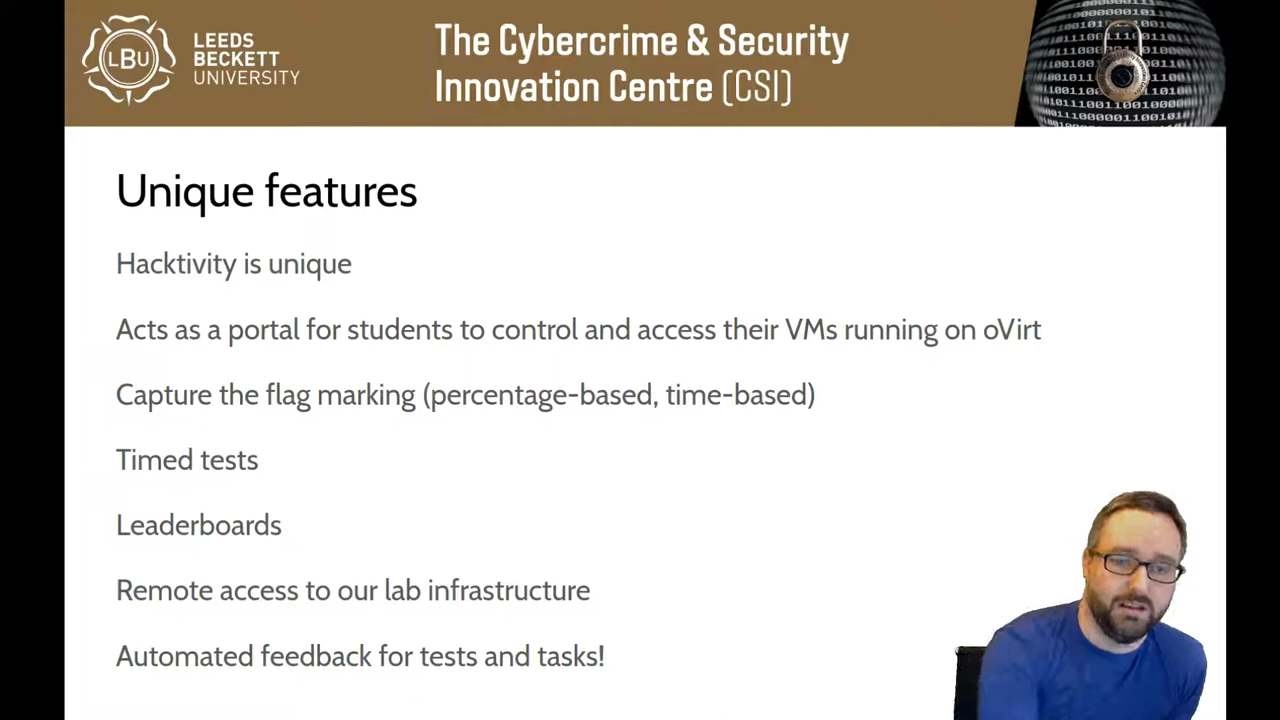 LBU
LEEDS
BECKETT
UNIVERSITY
The Cybercrime & Security
Innovation Centre (CSI)
Unique features
Hacktivity is unique
Acts as a portal for students to control and access their VMs running on oVirt
Capture the flag marking (percentage-based, time-based)
Timed tests
Leaderboards
Remote access to our lab infrastructure
Automated feedback for tests and tasks!